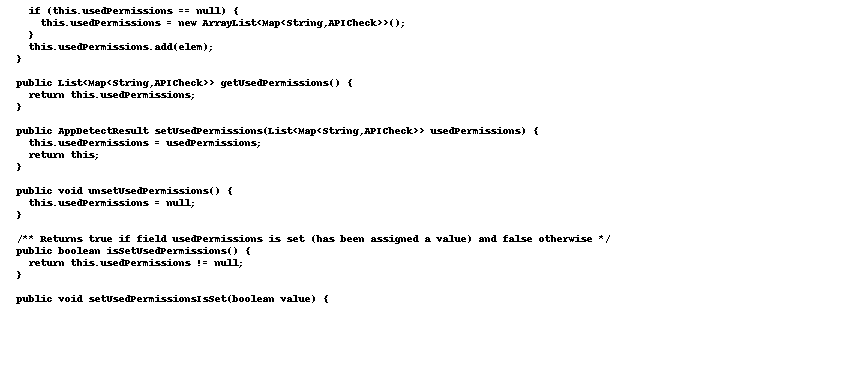 if (this.usedPermissions == null) {
this.usedPermissions = new ArrayList<Map<String,APICheck>>();
}
this.usedPermissions.add(elem);
}
public List<Map<String,APICheck>> getUsedPermissions() {
return this.usedPermissions;
}
public AppDetectResult setUsedPermissions(List<Map<String,APICheck>> usedPermissions) {
this.usedPermissions = usedPermissions;
return this;
}
public void unsetUsedPermissions() {
this.usedPermissions = null;
}
/** Returns true if field usedPermissions is set (has been assigned a value) and false otherwise */
public boolean isSetUsedPermissions() {
return this.usedPermissions != null;
}
public void setUsedPermissionsIsSet(boolean value) {